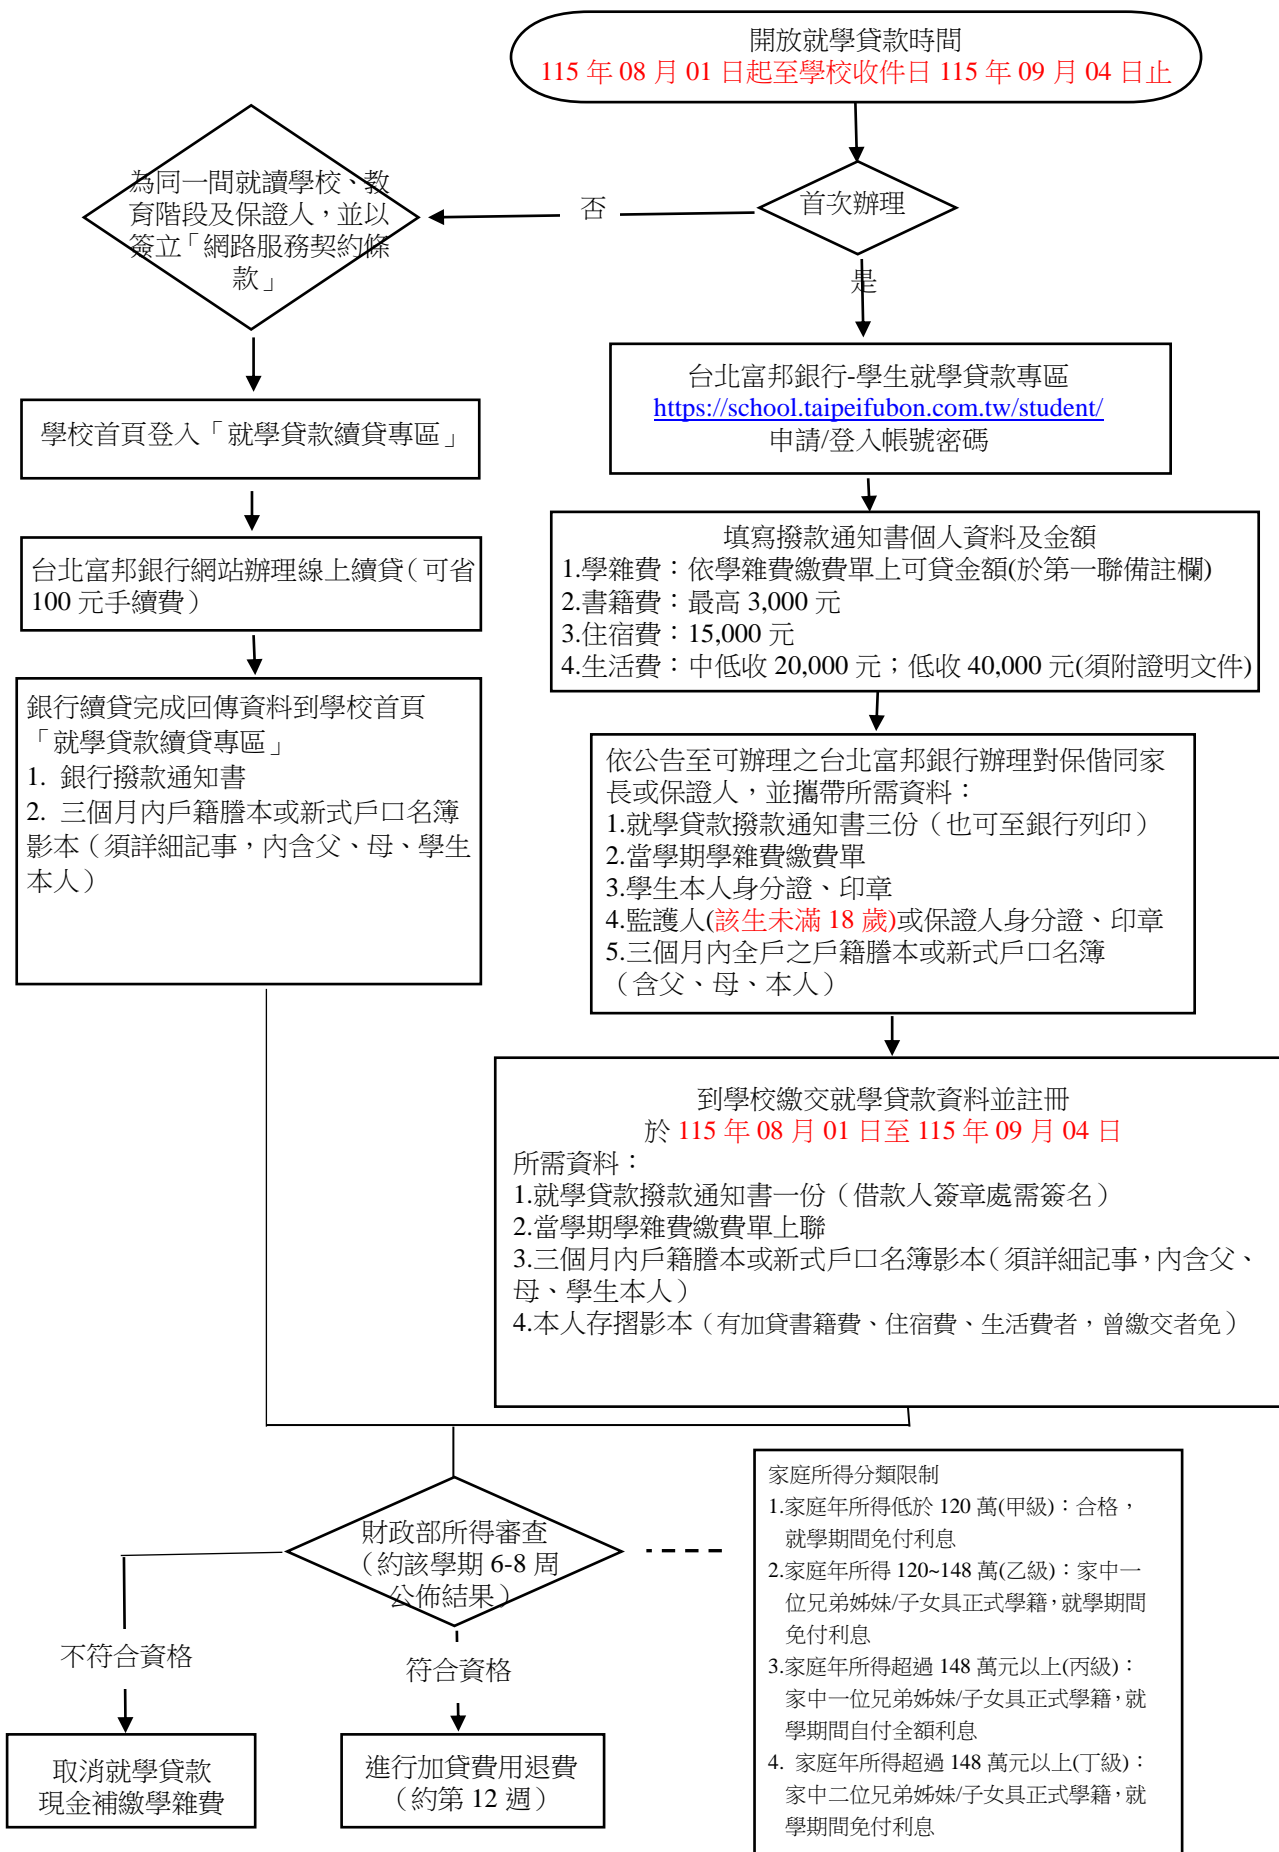 開放就學貸款時間
115 年 08 月 01 日起至學校收件日 115 年 09 月 04 日止
首次辦理
否
是
為同一間就讀學校、教
育階段及保證人，並以
簽立「網路服務契約條
款」
學校首頁登入「就學貸款續貸專區」
台北富邦銀行網站辦理線上續貸（可省
100 元手續費）
銀行續貸完成回傳資料到學校首頁
「就學貸款續貸專區」
1. 銀行撥款通知書
2. 三個月內戶籍謄本或新式戶口名簿
影本（須詳細記事，內含父、母、學生
本人）
台北富邦銀行-學生就學貸款專區
https://school.taipeifubon.com.tw/student/
申請/登入帳號密碼
填寫撥款通知書個人資料及金額
1.學雜費：依學雜費繳費單上可貸金額(於第一聯備註欄)
2.書籍費：最高 3,000 元
3.住宿費：15,000 元
4.生活費：中低收 20,000 元；低收 40,000 元(須附證明文件)
依公告至可辦理之台北富邦銀行辦理對保偕同家
長或保證人，並攜帶所需資料：
1.就學貸款撥款通知書三份（也可至銀行列印）
2.當學期學雜費繳費單
3.學生本人身分證、印章
4.監護人(該生未滿 18 歲)或保證人身分證、印章
5.三個月內全戶之戶籍謄本或新式戶口名簿
（含父、母、本人）
到學校繳交就學貸款資料並註冊
於 115 年 08 月 01 日至 115 年 09 月 04 日
所需資料：
1.就學貸款撥款通知書一份（借款人簽章處需簽名）
2.當學期學雜費繳費單上聯
3.三個月內戶籍謄本或新式戶口名簿影本（須詳細記事，內含父、
母、學生本人）
4.本人存摺影本（有加貸書籍費、住宿費、生活費者，曾繳交者免）
財政部所得審查
（約該學期 6-8 周
公佈結果）
不符合資格
符合資格
取消就學貸款
現金補繳學雜費
進行加貸費用退費
（約第 12 週）
家庭所得分類限制
1.家庭年所得低於 120 萬(甲級)：合格，
就學期間免付利息
2.家庭年所得 120~148 萬(乙級)：家中一
位兄弟姊妹/子女具正式學籍，就學期間
免付利息
3.家庭年所得超過 148 萬元以上(丙級)：
家中一位兄弟姊妹/子女具正式學籍，就
學期間自付全額利息
4. 家庭年所得超過 148 萬元以上(丁級)：
家中二位兄弟姊妹/子女具正式學籍，就
學期間免付利息